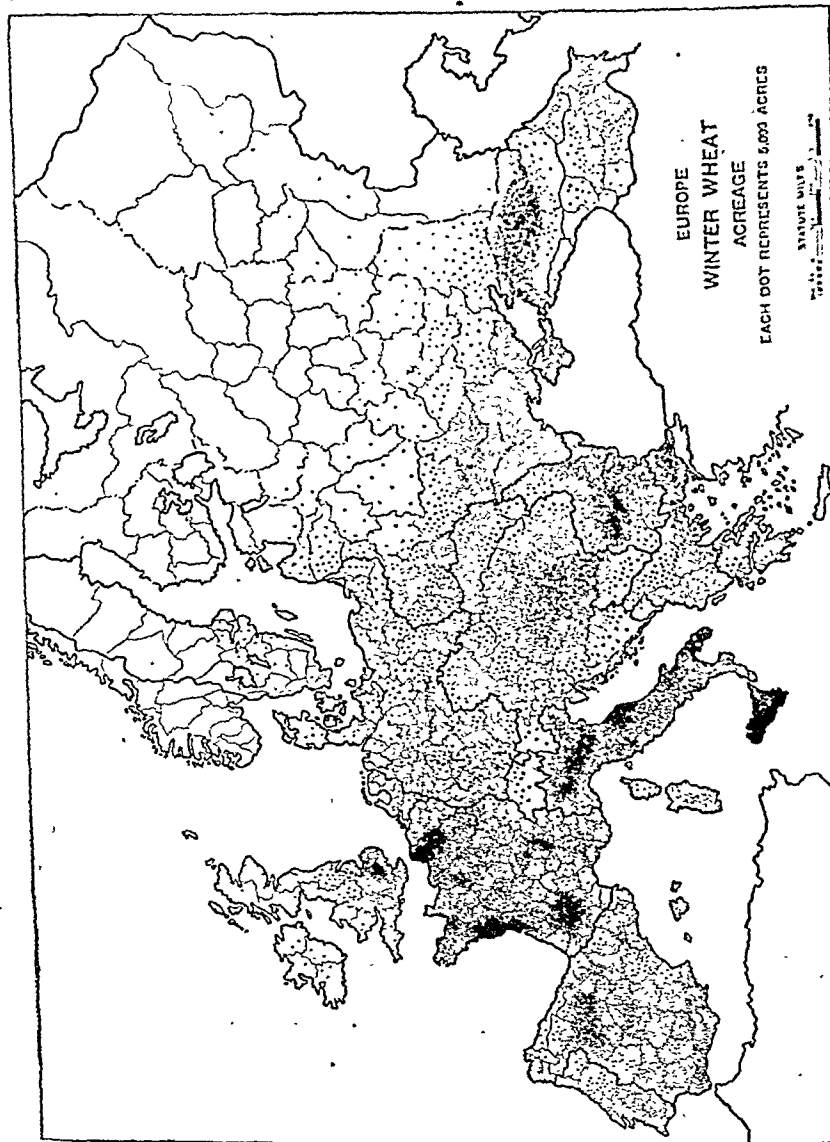 EUROPE
WINTER WHEAT
ACREAGE
EACH DOT REPRESENTS 5,000 ACRES
STATUTE MILES